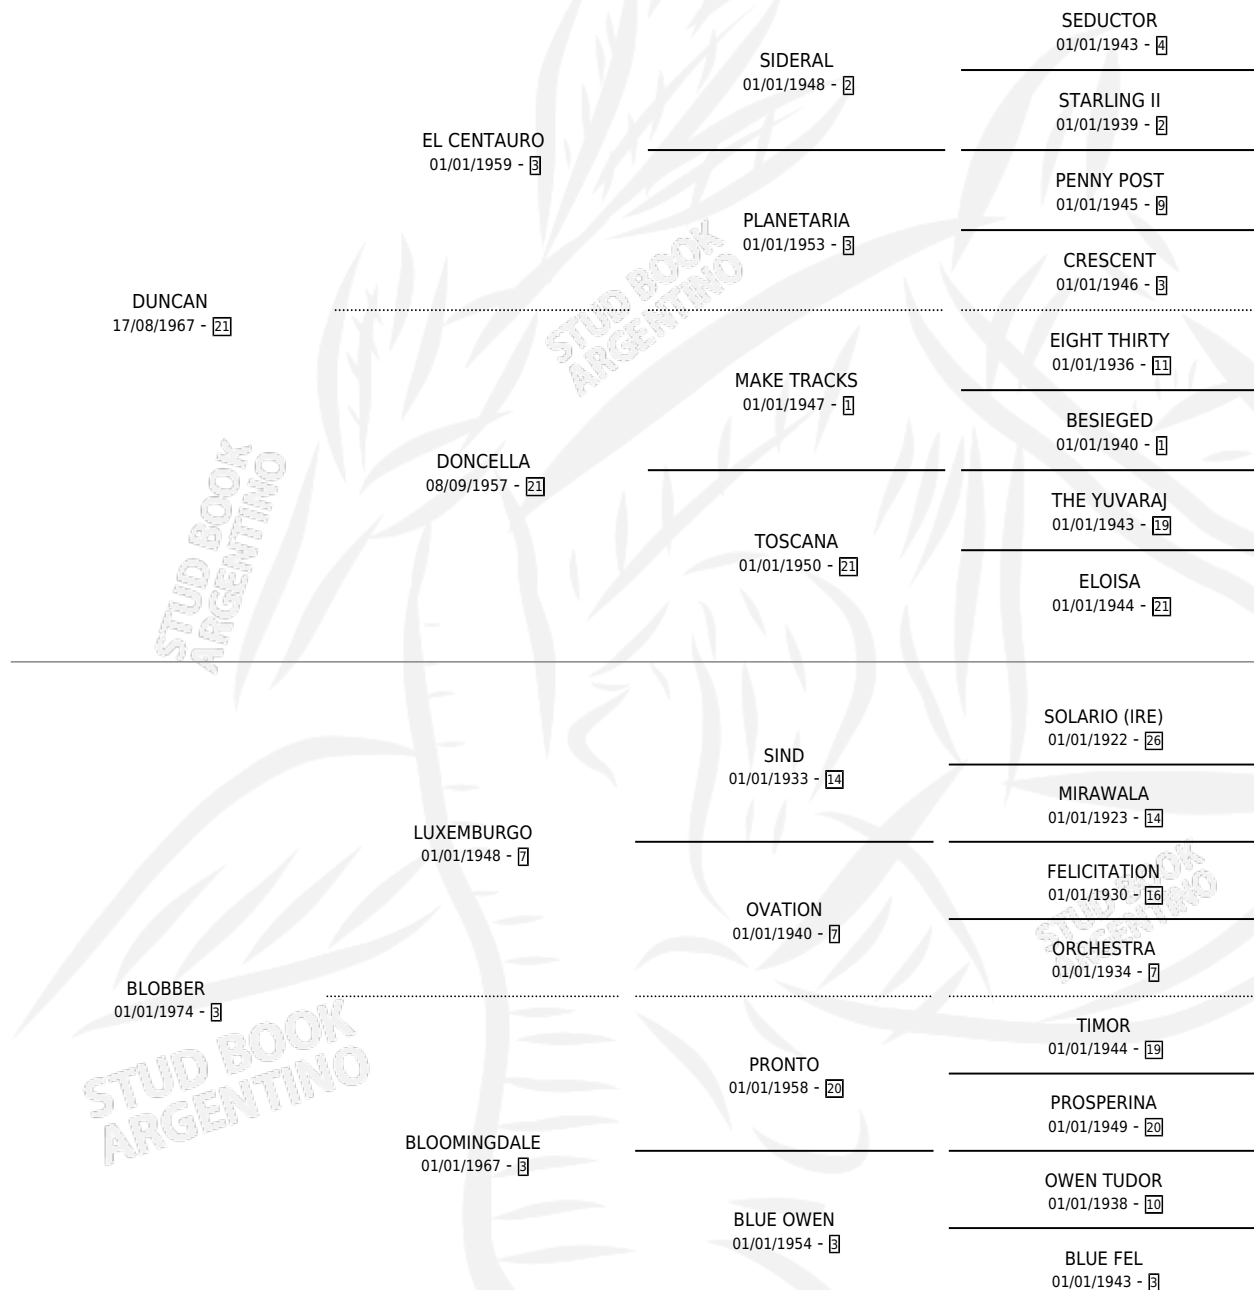 SEDUCTOR
01/01/1943 - 4
SIDERAL
01/01/1948 - 2
STARLING II
01/01/1939 - 2
EL CENTAURO
01/01/1959 - 3
PENNY POST
01/01/1945 - 9
PLANETARIA
01/01/1953 - 3
CRESCENT
01/01/1946 - 3
DUNCAN
17/08/1967 - 21
EIGHT THIRTY
01/01/1936 - 11
MAKE TRACKS
01/01/1947 - 1
BESIEGED
01/01/1940 - 1
DONCELLA
08/09/1957 - 21
THE YUVARAJ
01/01/1943 - 19
TOSCANA
01/01/1950 - 21
ELOISA
01/01/1944 - 21
SOLARIO (IRE)
01/01/1922 - 26
SIND
01/01/1933 - 14
MIRAWALA
01/01/1923 - 14
LUXEMBURGO
01/01/1948 - 7
FELICITATION
01/01/1930 - 16
OVATION
01/01/1940 - 7
ORCHESTRA
01/01/1934 - 7
BLOBBER
01/01/1974 - 3
TIMOR
01/01/1944 - 19
PRONTO
01/01/1958 - 20
PROSPERINA
01/01/1949 - 20
BLOOMINGDALE
01/01/1967 - 3
OWEN TUDOR
01/01/1938 - 10
BLUE OWEN
01/01/1954 - 3
BLUE FEL
01/01/1943 - 3
STUD BOOK
ARGENTINO
STUD BOOK
ARGENTINO
STUD BOOK
ARGENTINO
STUD BOOK
ARGENTINO